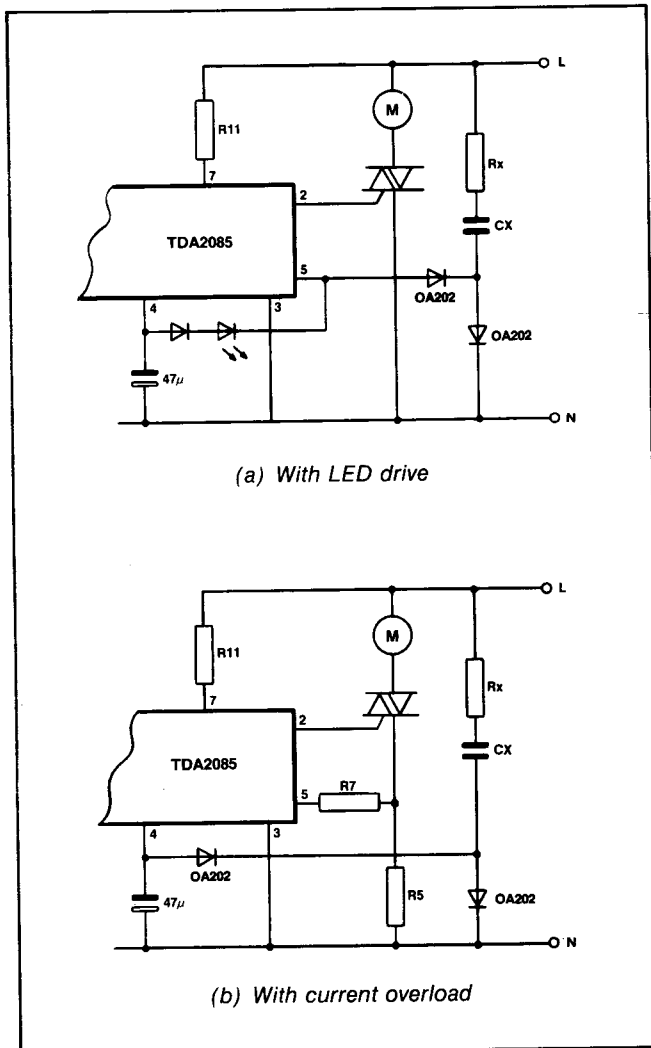 L
R11
M
Rx
7
2
CX
TDA2085
5
OA202
4
3
OA202
47μ
N
(a) With LED drive
L
R11
M
Rx
7
2
CX
TDA2085
R7
5
4
3
OA202
R5
OA202
47μ
N
(b) With current overload